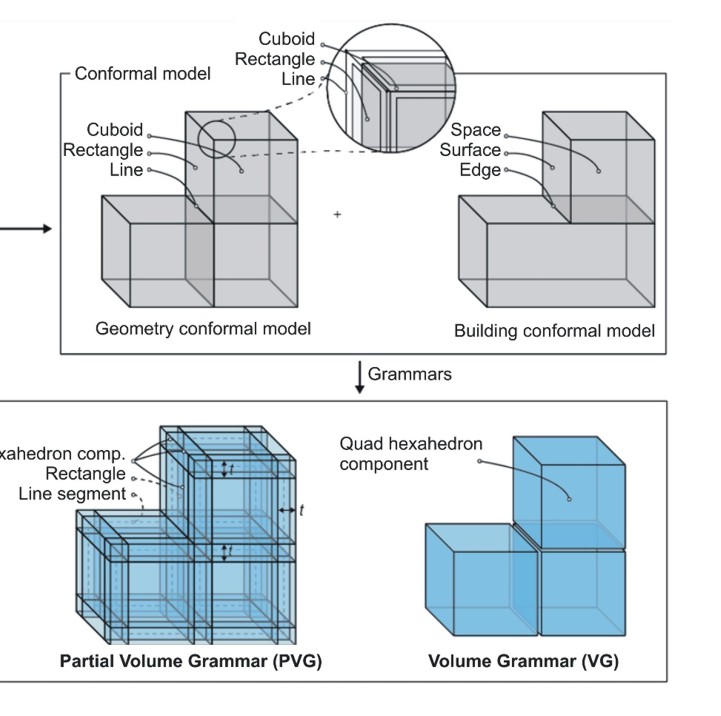 Cuboid
Rectangle
Line
Conformal model
Cuboid
Rectangle
Line
Space
Surface
Edge
+
Geometry conformal model
Building conformal model
Grammars
xahedron comp.
Rectangle
Line segment
t
t
t
Quad hexahedron
component
Partial Volume Grammar (PVG)
Volume Grammar (VG)